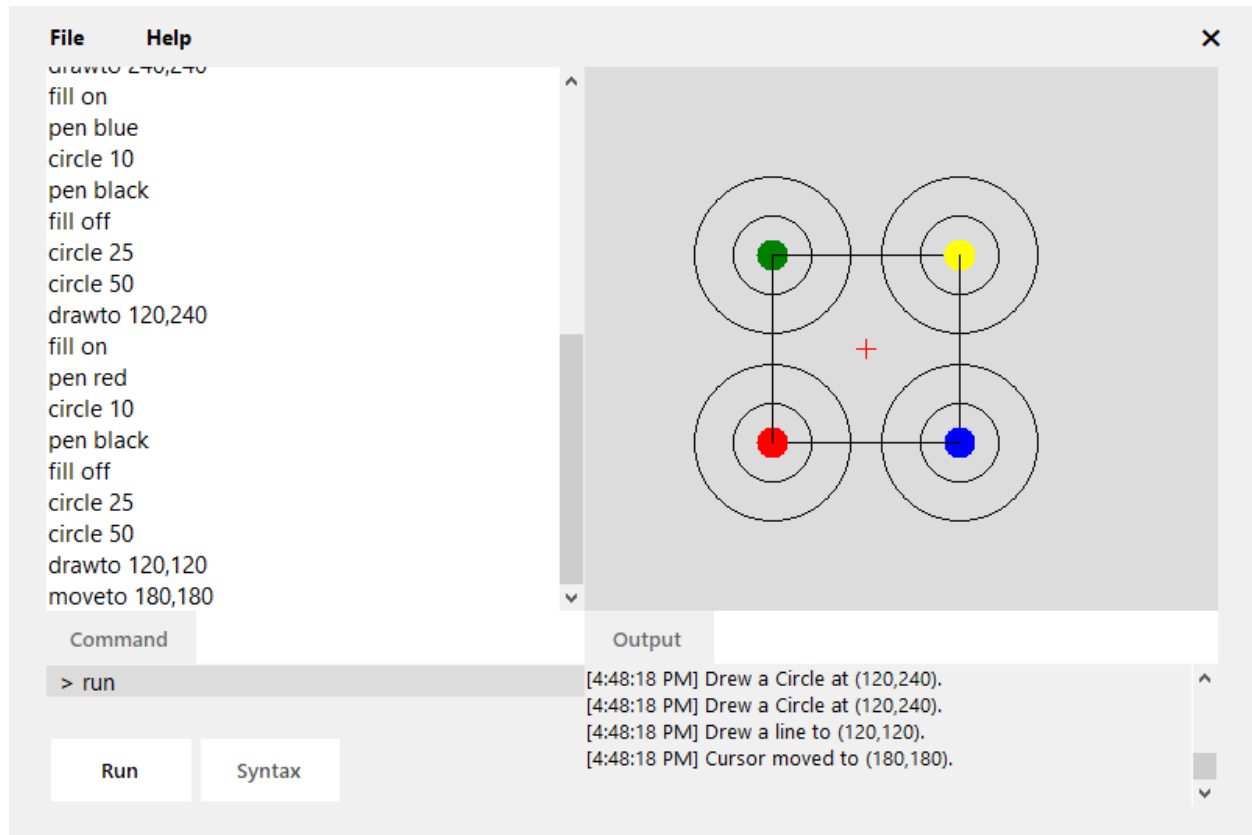 File Help
drawto 240,240
fill on
pen blue
circle 10
pen black
fill off
circle 25
circle 50
drawto 120,240
fill on
pen red
circle 10
pen black
fill off
circle 25
circle 50
drawto 120,120
moveto 180,180
Command
> run
Run Syntax
Output
[4:48:18 PM] Drew a Circle at (120,240).
[4:48:18 PM] Drew a Circle at (120,240).
[4:48:18 PM] Drew a line to (120,120).
[4:48:18 PM] Cursor moved to (180,180).